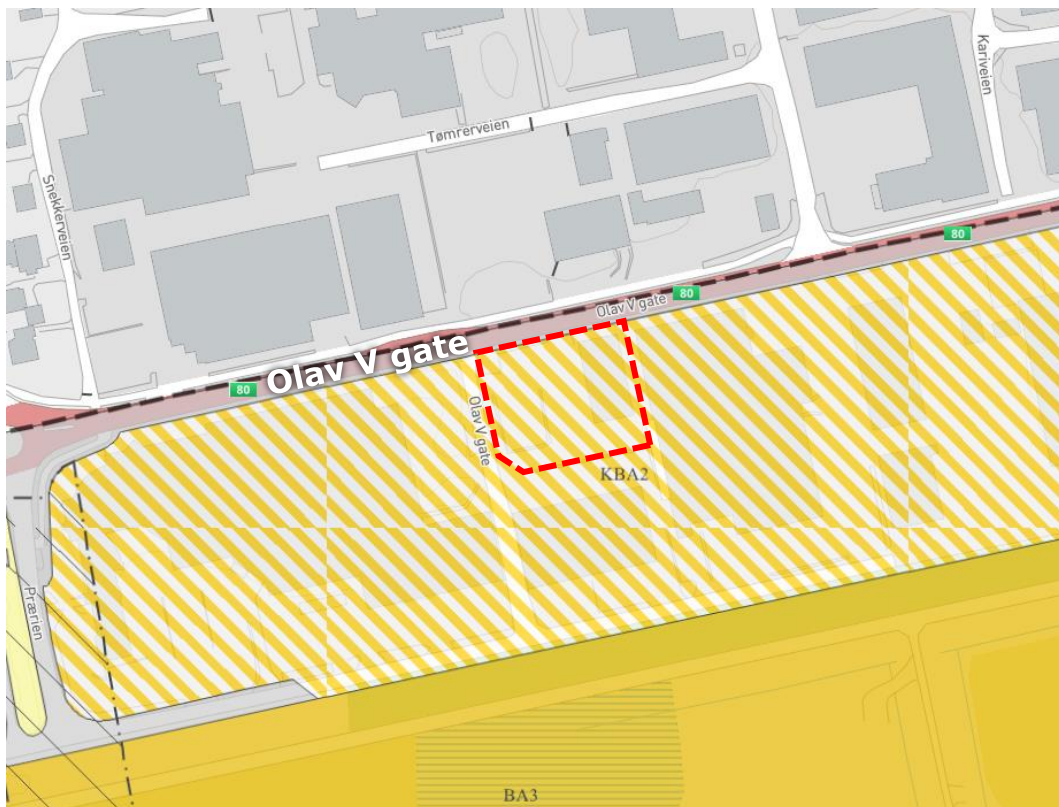 Kariveien
Tømrerveien
Snekkerveien
80
Olav V gate
80
Olav V gate
80
Olav V gate
KBA2
Prærien
BA3